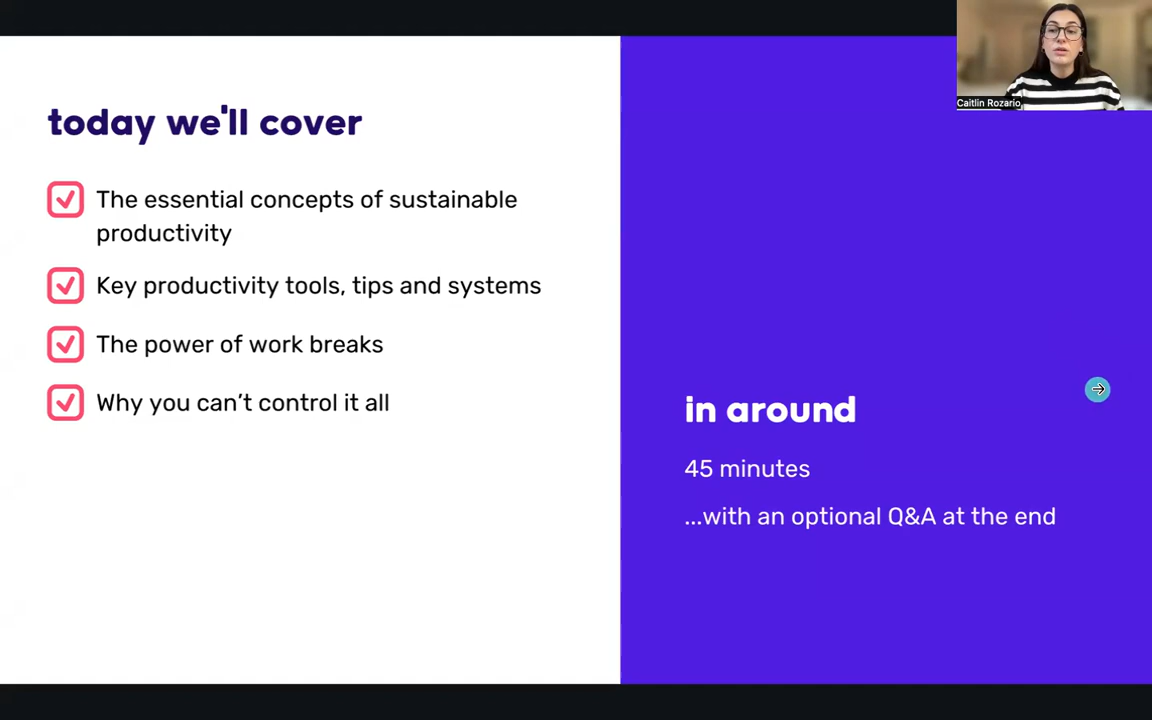 today we'll cover
The essential concepts of sustainable
productivity
Key productivity tools, tips and systems
The power of work breaks
Why you can’t control it all
in around
45 minutes
...with an optional Q&A at the end
Caitlin Rozario